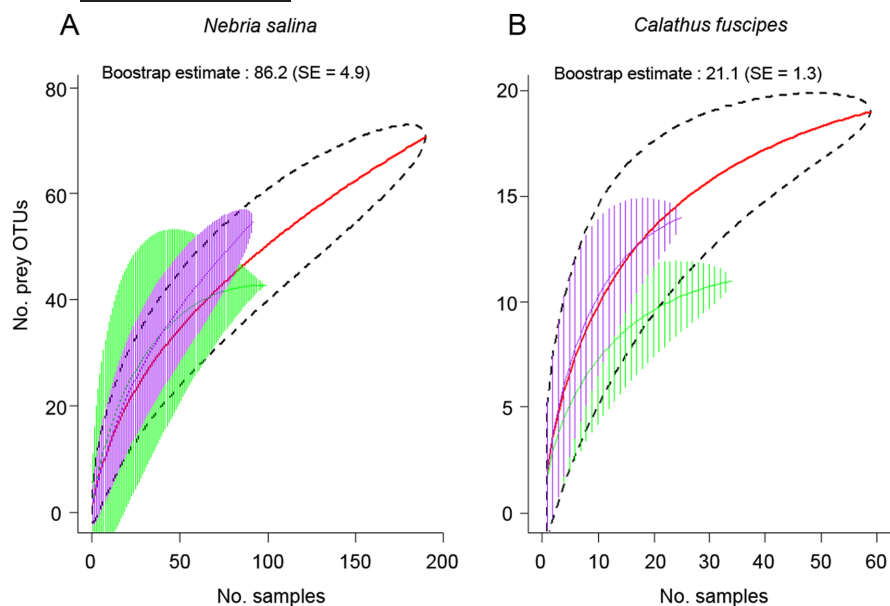 A
Nebria salina
Boostrap estimate : 86.2 (SE = 4.9)
80
60
40
20
0
No. prey OTUs
0 50 100 150 200
No. samples
B
Calathus fuscipes
Boostrap estimate : 21.1 (SE = 1.3)
20
15
10
5
0
0 10 20 30 40 50 60
No. samples